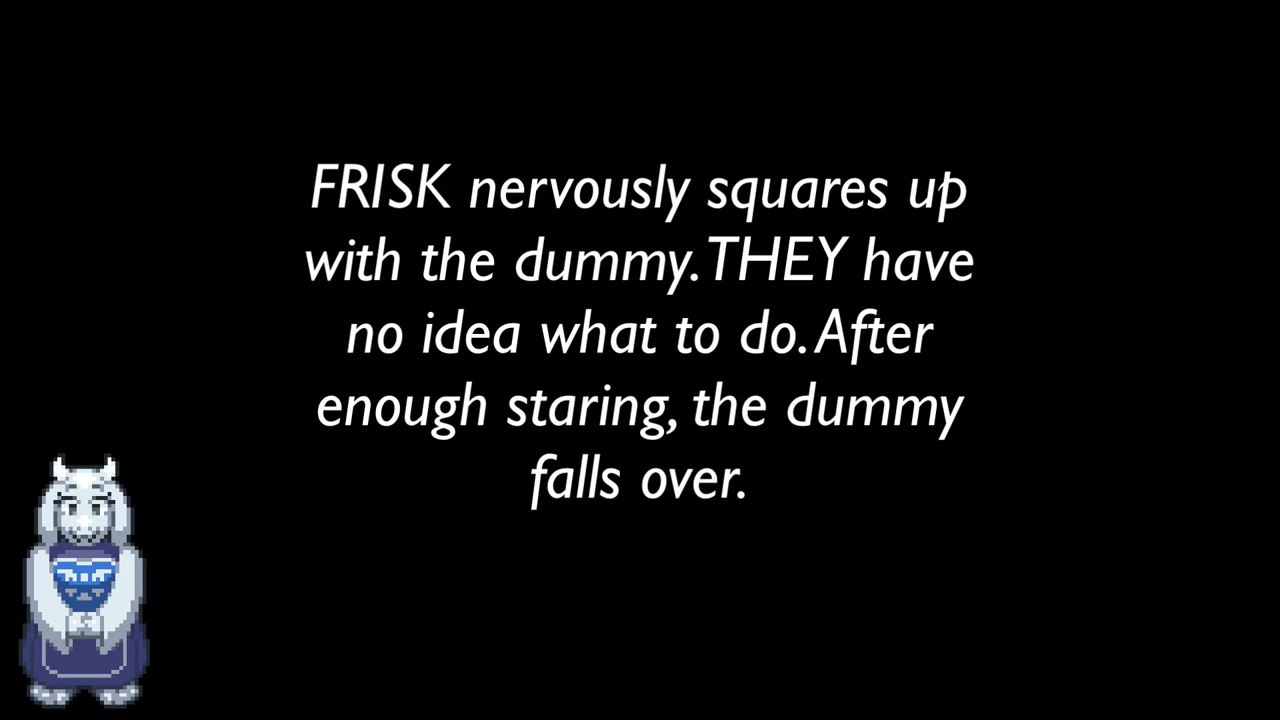 FRISK nervously squares up
with the dummy. THEY have
no idea what to do. After
enough staring, the dummy
falls over.